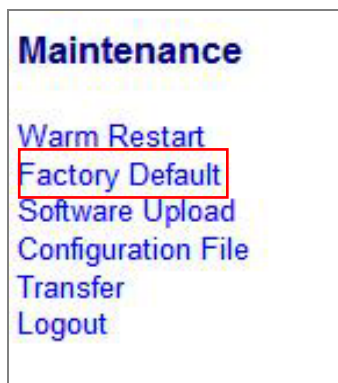 Maintenance
Warm Restart
Factory Default
Software Upload
Configuration File
Transfer
Logout